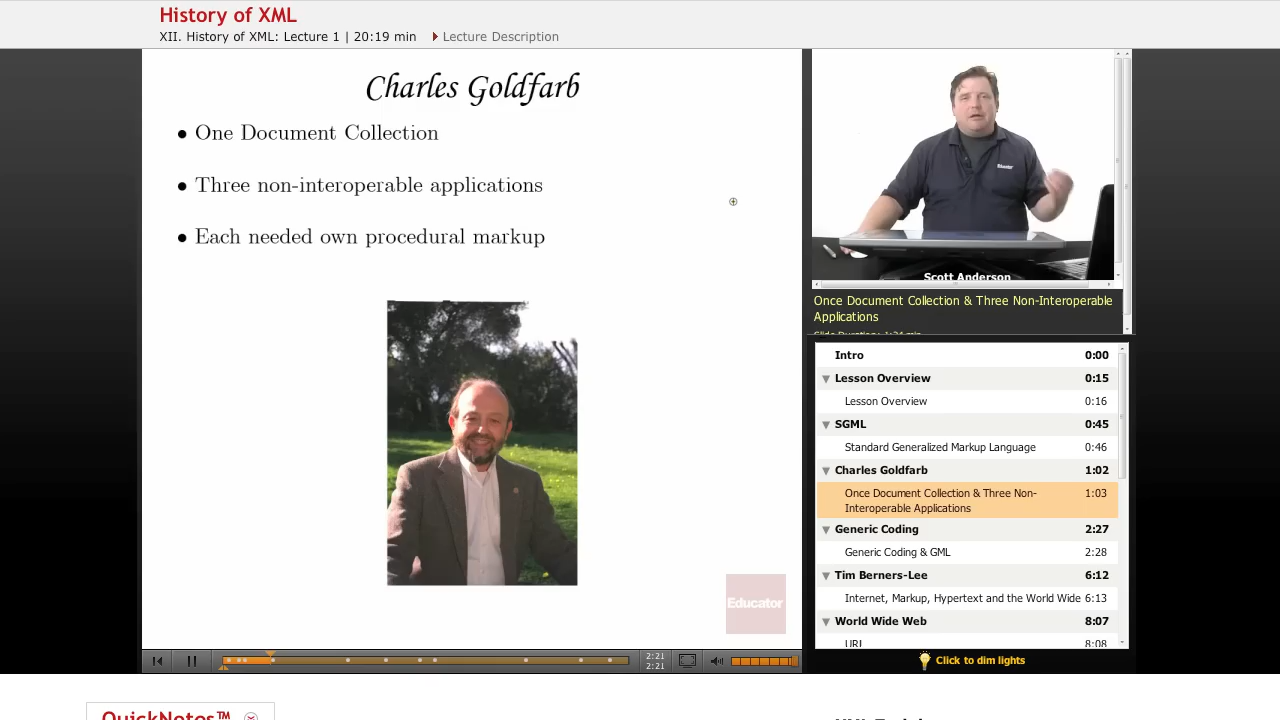 History of XML
XII. History of XML: Lecture 1 | 20:19 min
Lecture Description
Charles Goldfarb
• One Document Collection
• Three non-interoperable applications
• Each needed own procedural markup
Educator
2:21
2:21
Scott Anderson
Once Document Collection & Three Non-Interoperable
Applications
Intro 0:00
Lesson Overview 0:15
Lesson Overview 0:16
SGML 0:45
Standard Generalized Markup Language 0:46
Charles Goldfarb 1:02
Once Document Collection & Three Non- 1:03
Interoperable Applications
Generic Coding 2:27
Generic Coding & GML 2:28
Tim Berners-Lee 6:12
Internet, Markup, Hypertext and the World Wide 6:13
World Wide Web 8:07
URL 8:08
Click to dim lights
QuickNotes™